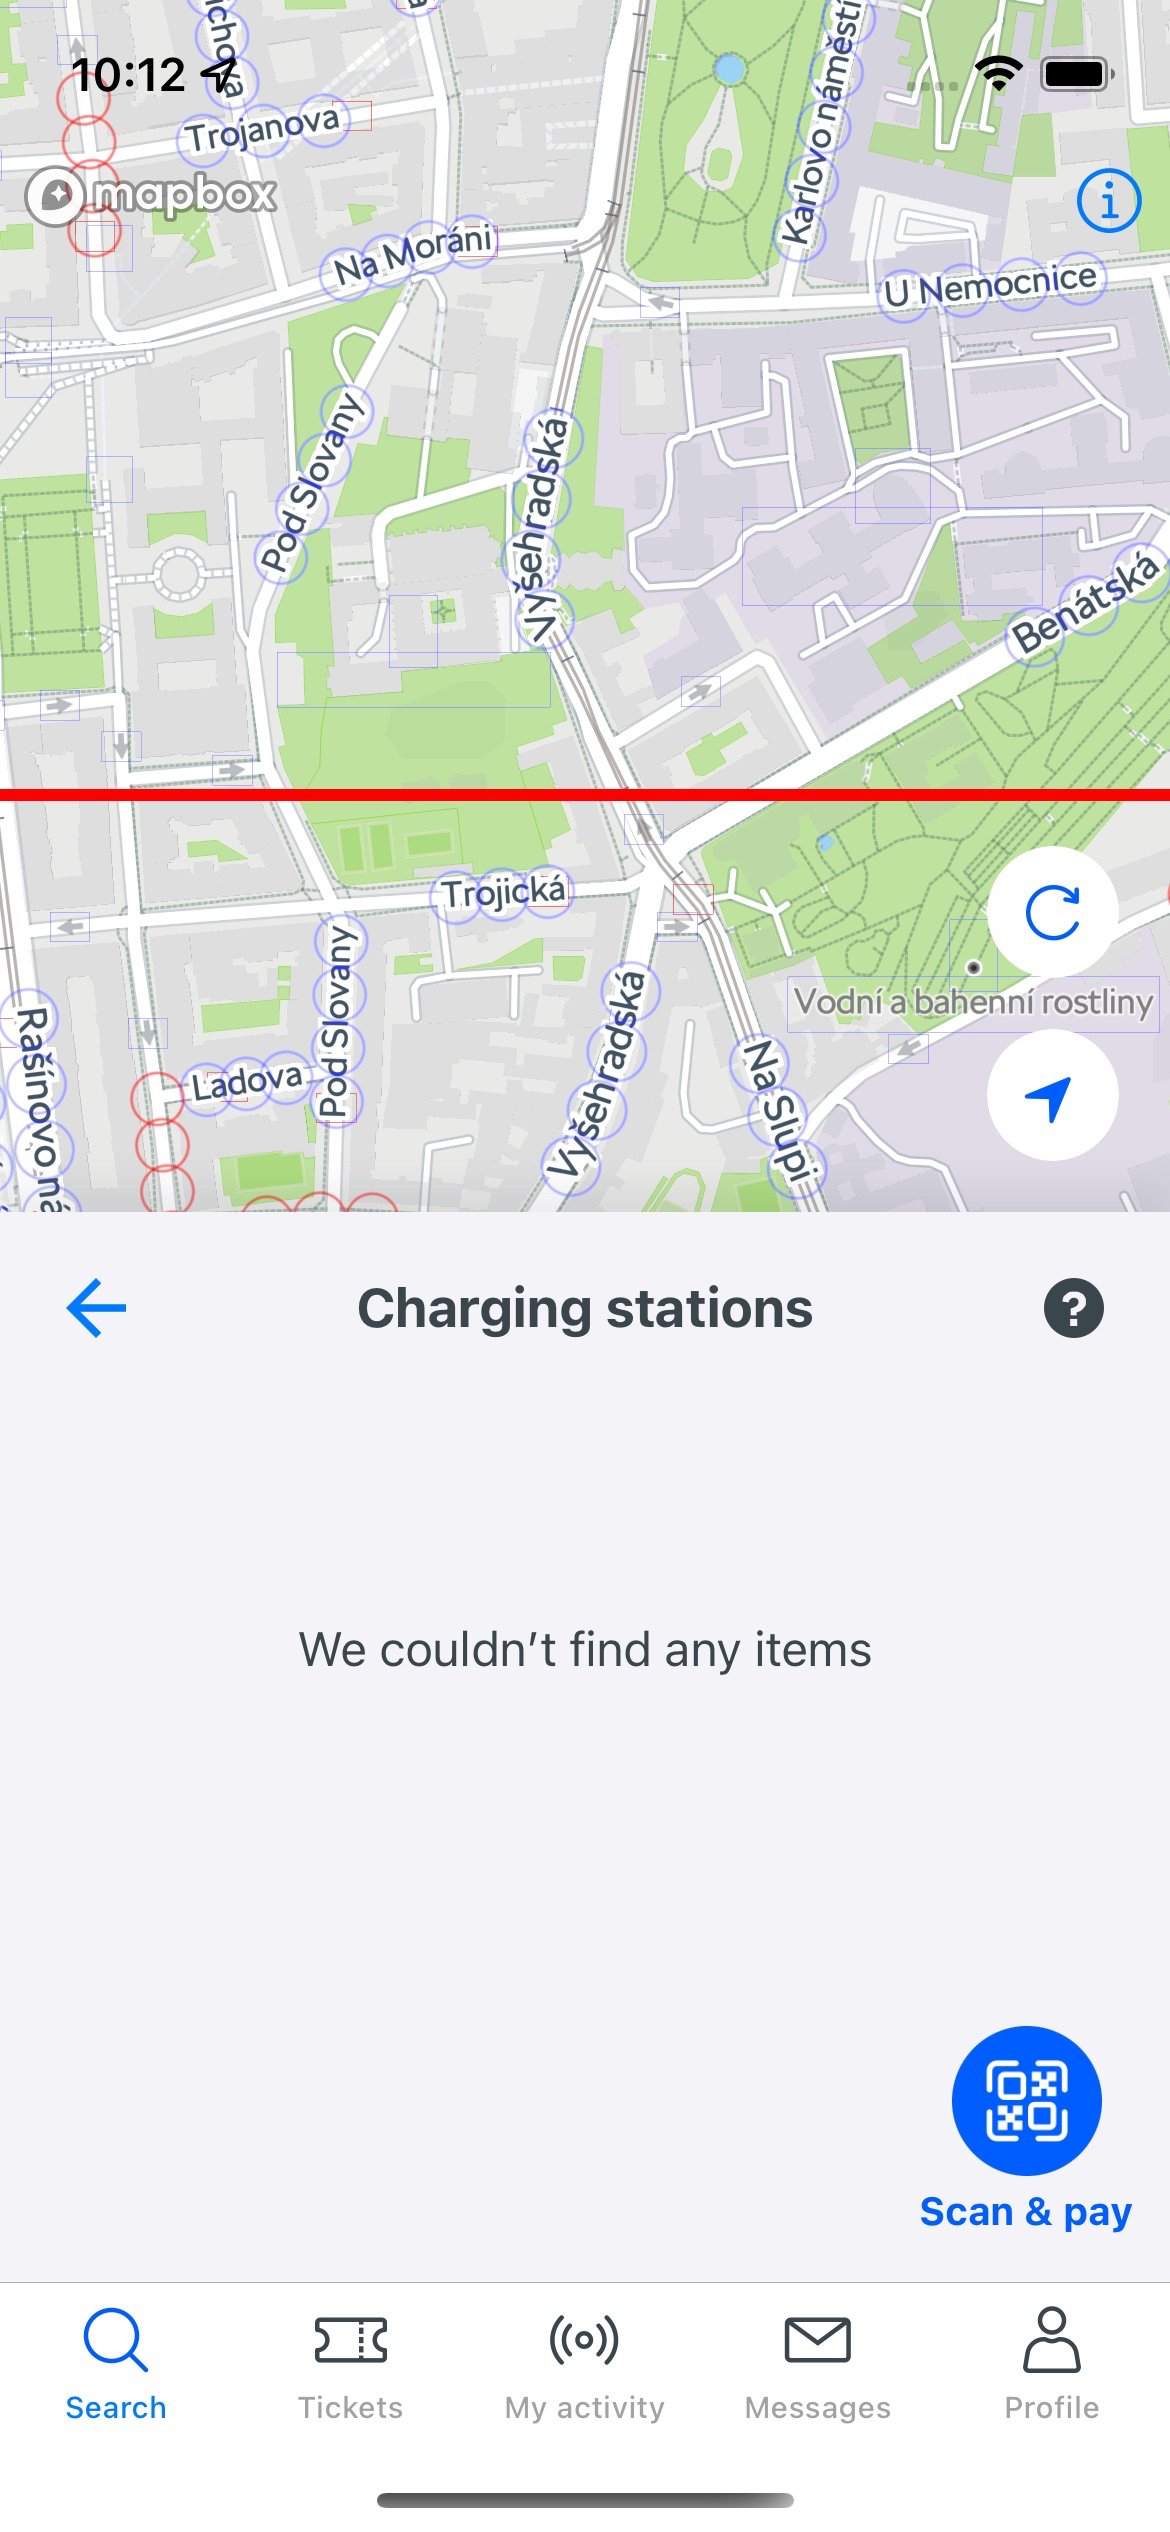 10:12
Trojanova
Karlovo náměstí
mapbox
Na Moráni
U Nemocnice
Pod Slovany
Vyšehradská
Benátská
Trojická
Pod Slovany
Vyšehradská
Vodní a bahenní rostliny
Rašínovo ná
Ladova
Na Slupi
Charging stations
?
We couldn’t find any items
Scan & pay
Search
Tickets
My activity
Messages
Profile